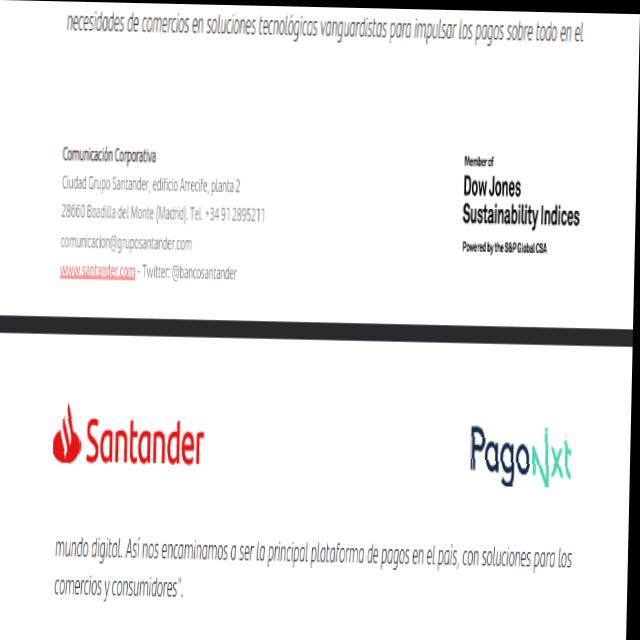 necesidades de comercios en soluciones tecnológicas vanguardistas para impulsar los pagos sobre todo en el
Comunicación Corporativa
Ciudad Grupo Santander, edificio Arrecife, planta 2
28660 Boadilla del Monte (Madrid). Tel. +34 91 2895211
comunicacion@gruposantander.com
www.santander.com - Twitter: @bancosantander
Member of
Dow Jones
Sustainability Indices
Powered by the S&P Global CSA
Santander
PagoNxt
mundo digital. Así nos encaminamos a ser la principal plataforma de pagos en el país, con soluciones para los
comercios y consumidores".